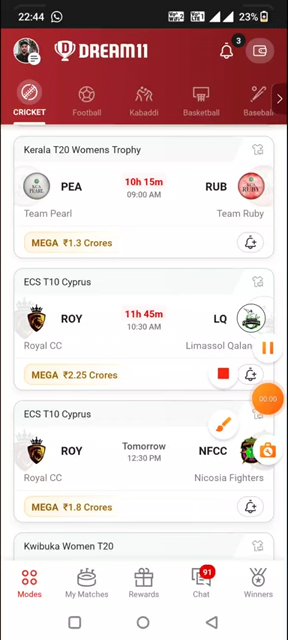 22:44
23%
DREAM11
3
CRICKET
Football
Kabaddi
Basketball
Baseball
Kerala T20 Womens Trophy
PEA
10h 15m
RUB
09:00 AM
Team Pearl
Team Ruby
MEGA ₹1.3 Crores
ECS T10 Cyprus
ROY
11h 45m
LQ
10:30 AM
Royal CC
Limassol Qalan
MEGA ₹2.25 Crores
00:00
ECS T10 Cyprus
ROY
Tomorrow
NFCC
12:30 PM
Royal CC
Nicosia Fighters
MEGA ₹1.8 Crores
Kwibuka Women T20
91
Modes
My Matches
Rewards
Chat
Winners